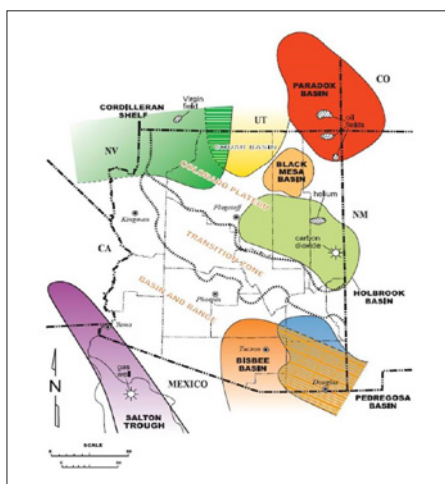 Virgin
field
CORDILLERAN
SHELF
CO
PARADOX
BASIN
oil
fields
UT
NV
BASIN
BLACK
MESA
BASIN
COLORADO PLATEAU
helium
NM
Kingman
Flagstaff
CA
carbon
dioxide
TRANSITION ZONE
HOLBROOK
BASIN
BASIN AND RANGE
Phoenix
Yuma
gas
well
Tucson
BISBEE
BASIN
MEXICO
Douglas
N
SALTON
TROUGH
PEDREGOSA
BASIN
SCALE